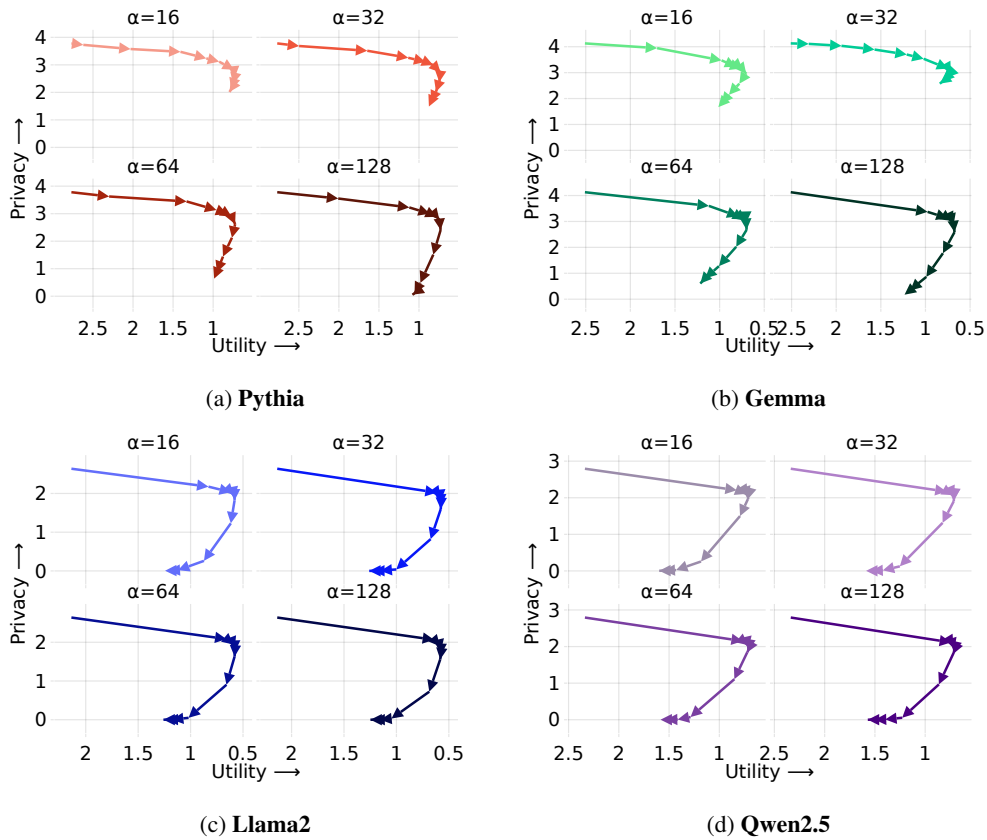 α=16 α=32 α=16 α=32
4 4
3 3
2 2
1 1
0 0
α=64 α=128 α=64 α=128
4 4
3 3
2 2
1 1
0 0
Privacy ⟶ Privacy ⟶
2.5 2 1.5 1 2.5 2 1.5 1 2.5 2 1.5 1 0.5 2.5 2 1.5 1 0.5
Utility ⟶ Utility ⟶
(a) Pythia (b) Gemma
α=16 α=32 α=16 α=32
3
2 2
1 1
0 0
α=64 α=128 α=64 α=128
3
2 2
1 1
0 0
Privacy ⟶ Privacy ⟶
2 1.5 1 0.5 2 1.5 1 0.5 2.5 2 1.5 1 2.5 2 1.5 1
Utility ⟶ Utility ⟶
(c) Llama2 (d) Qwen2.5